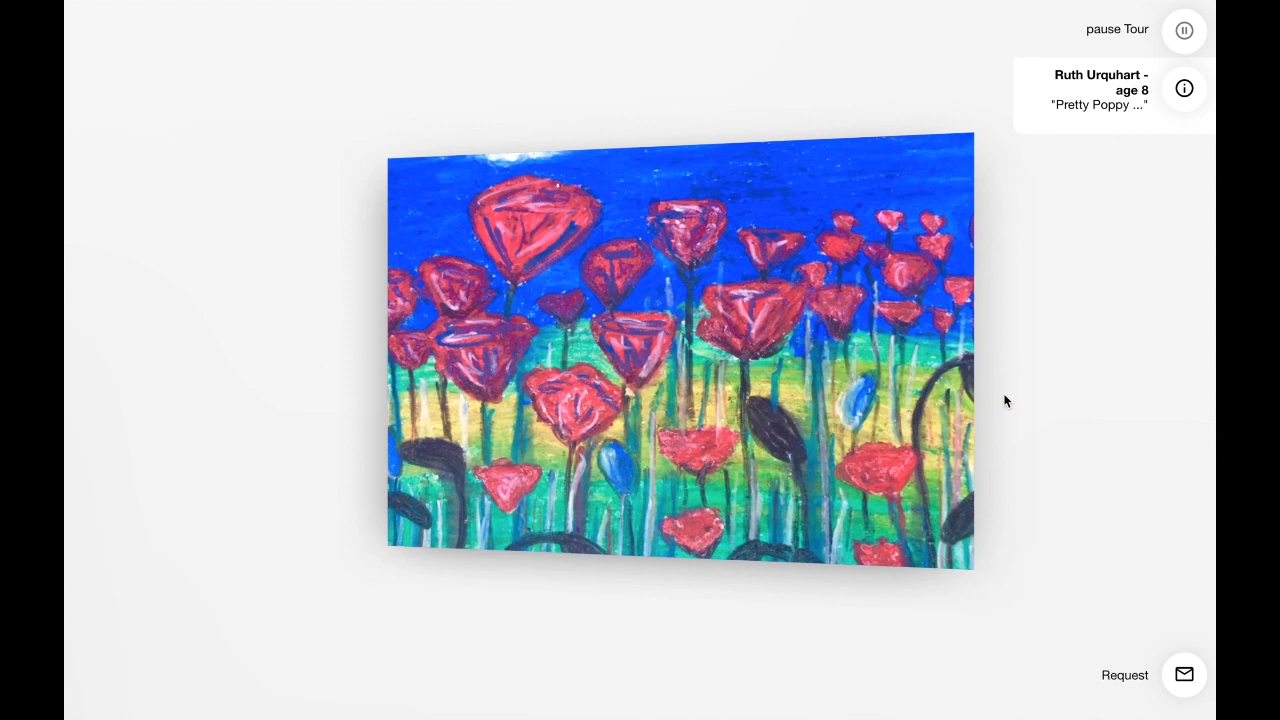 pause Tour
Ruth Urquhart -
age 8
"Pretty Poppy ..."
Request